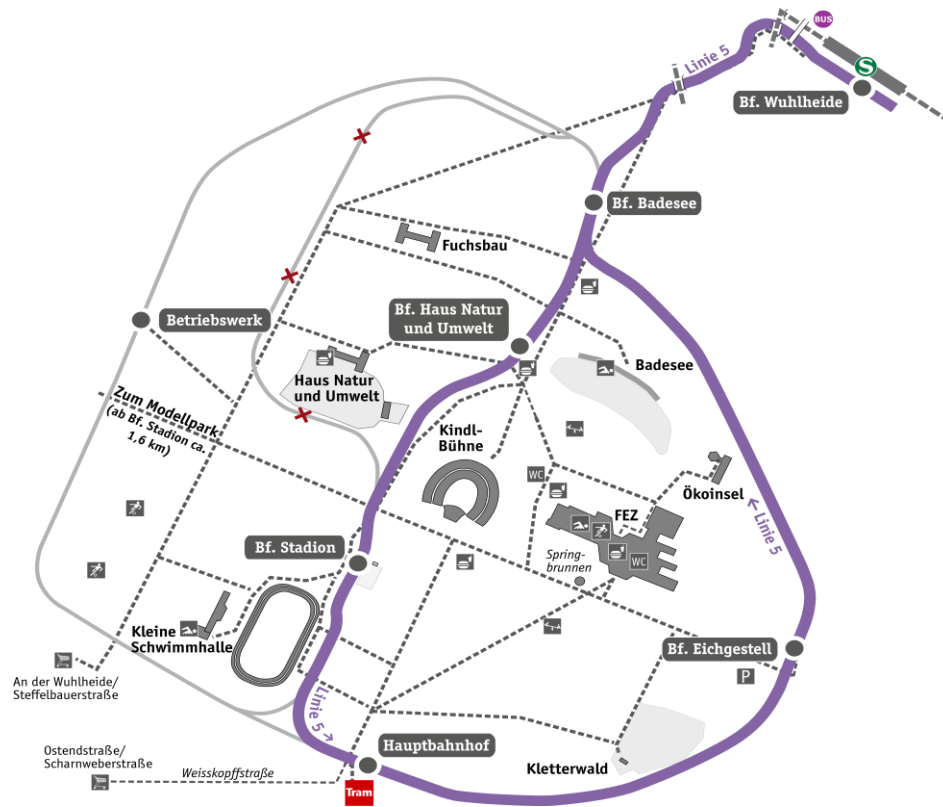 BUS
Linie 5
S
Bf. Wuhlheide
Bf. Badesee
Fuchsbau
Bf. Haus Natur
und Umwelt
Betriebswerk
Badesee
Haus Natur
und Umwelt
Zum Modellpark
(ab Bf. Stadion ca.
1,6 km)
Kindl-
Bühne
WC
Ökoinsel
FEZ
Linie 5
Bf. Stadion
Spring-
brunnen
WC
Kleine
Schwimmhalle
Bf. Eichgestell
P
An der Wuhlheide/
Steffelbauerstraße
Linie 5
Hauptbahnhof
Ostendstraße/
Scharnweberstraße
Weisskopffstraße
Kletterwald
Tram